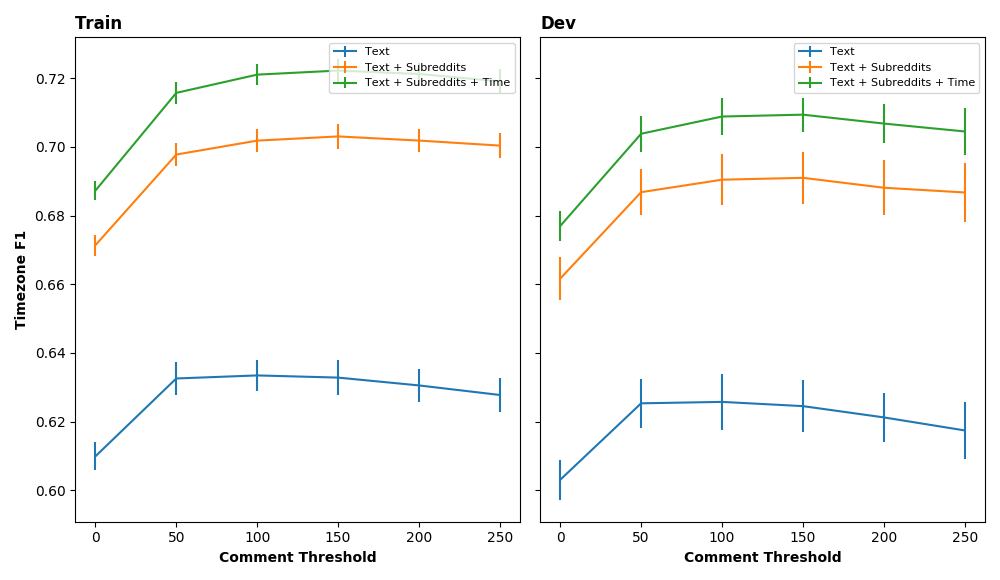 Train
Text
Text + Subreddits
Text + Subreddits + Time
Timezone F1
0.72
0.70
0.68
0.66
0.64
0.62
0.60
0 50 100 150 200 250
Comment Threshold
Dev
Text
Text + Subreddits
Text + Subreddits + Time
0 50 100 150 200 250
Comment Threshold